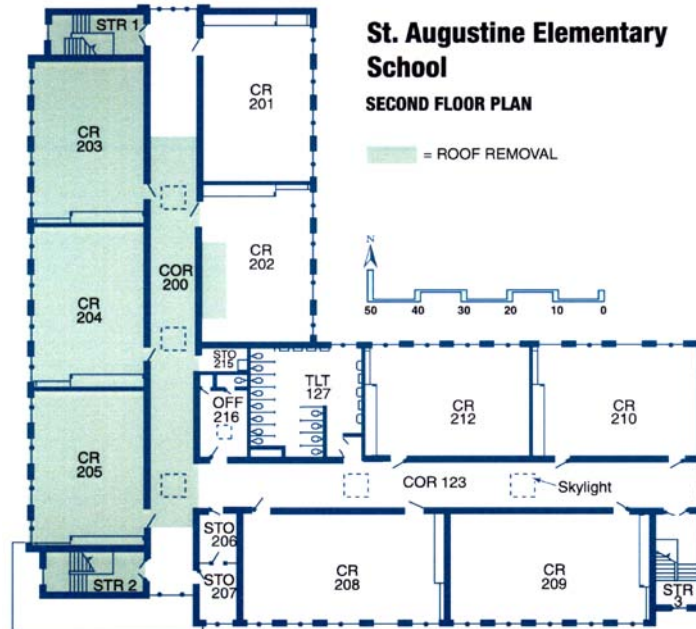 St. Augustine Elementary
School
SECOND FLOOR PLAN
= ROOF REMOVAL
N
50 40 30 20 10 0
STR 1
CR
201
CR
203
CR
202
COR
200
CR
204
STO
215
TLT
127
OFF
216
CR
212
CR
210
CR
205
COR 123
Skylight
STO
206
STR 2
STO
207
CR
208
CR
209
STR
3